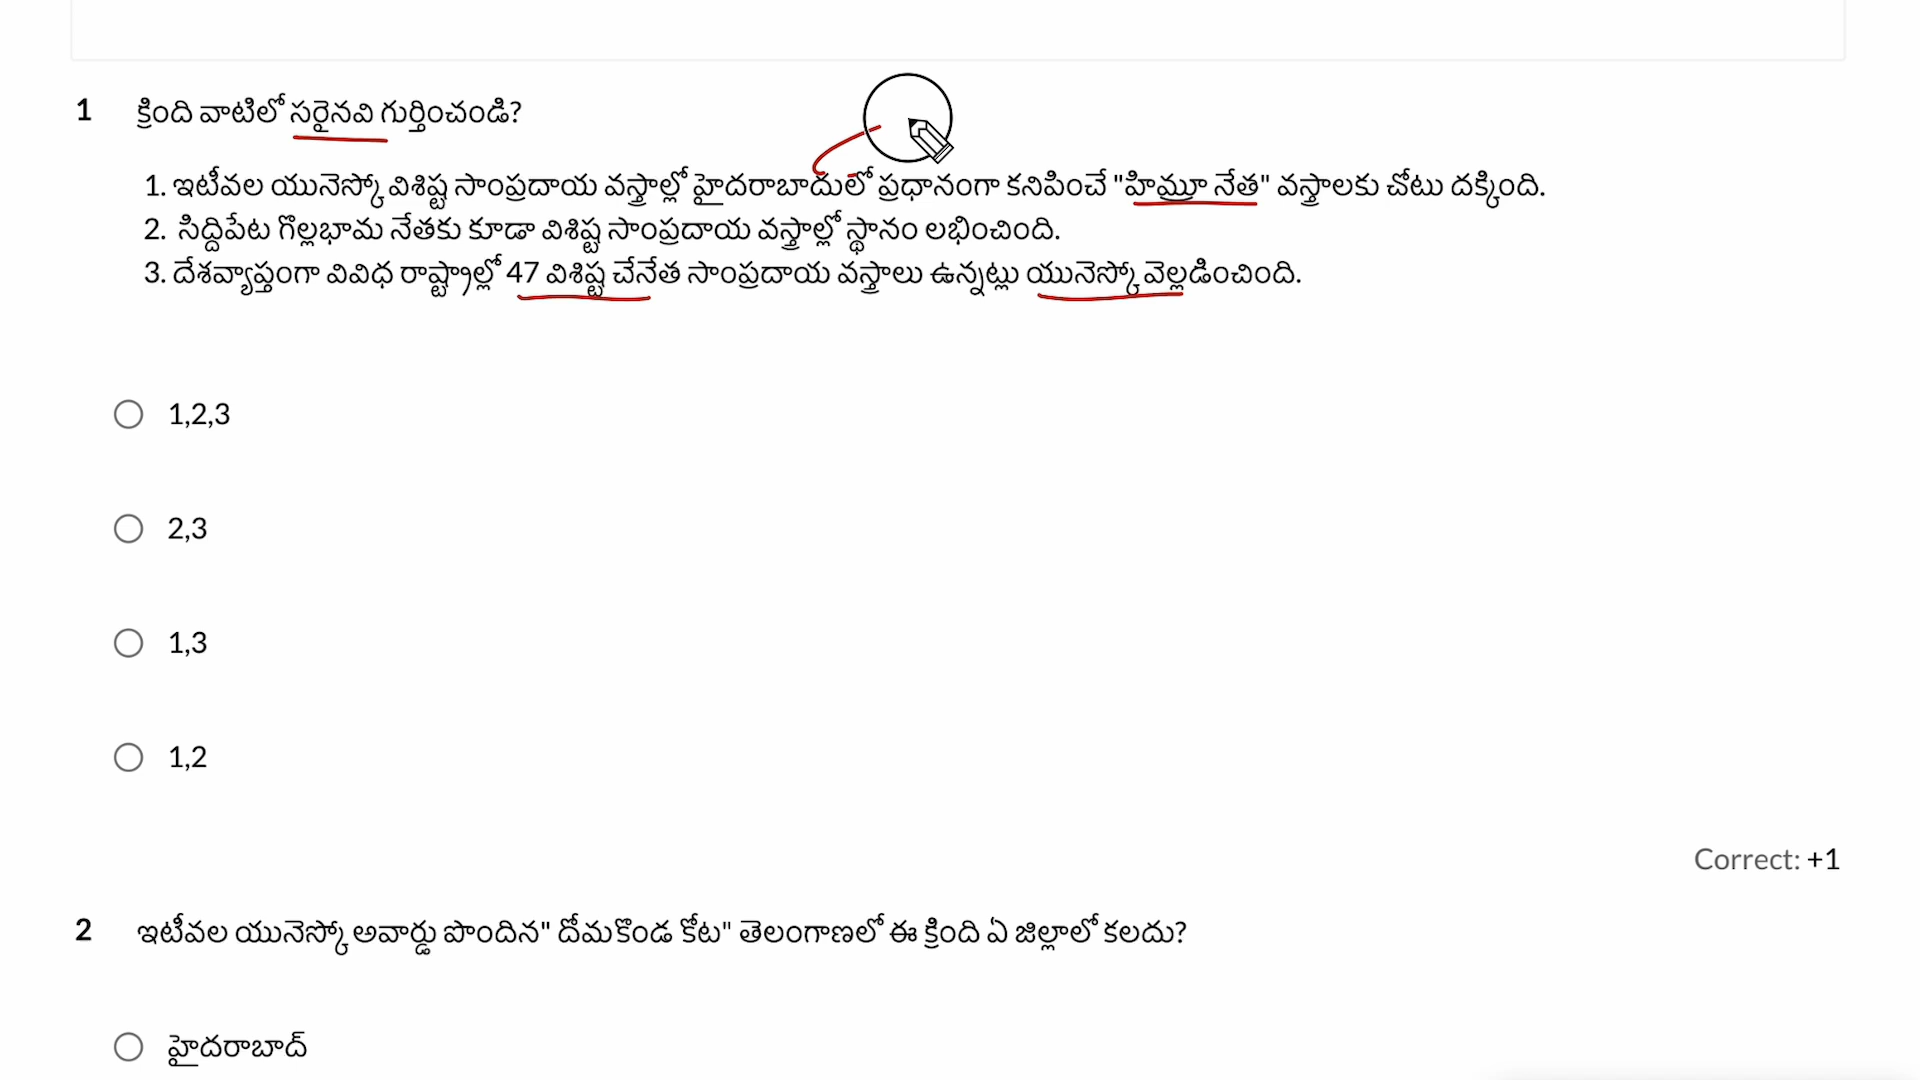 1 క్రింది వాటిలో సరైనవి గుర్తించండి?
1. ఇటీవల యునెస్కో విశిష్ట సాంప్రదాయ వస్త్రాల్లో హైదరాబాదులో ప్రధానంగా కనిపించే "హిమ్రూ నేత" వస్త్రాలకు చోటు దక్కింది.
2. సిద్దిపేట గొల్లభామ నేతకు కూడా విశిష్ట సాంప్రదాయ వస్త్రాల్లో స్థానం లభించింది.
3. దేశవ్యాప్తంగా వివిధ రాష్ట్రాల్లో 47 విశిష్ట చేనేత సాంప్రదాయ వస్త్రాలు ఉన్నట్లు యునెస్కో వెల్లడించింది.
1,2,3
2,3
1,3
1,2
Correct: +1
2 ఇటీవల యునెస్కో అవార్డు పొందిన" దోమకొండ కోట" తెలంగాణలో ఈ క్రింది ఏ జిల్లాలో కలదు?
హైదరాబాద్